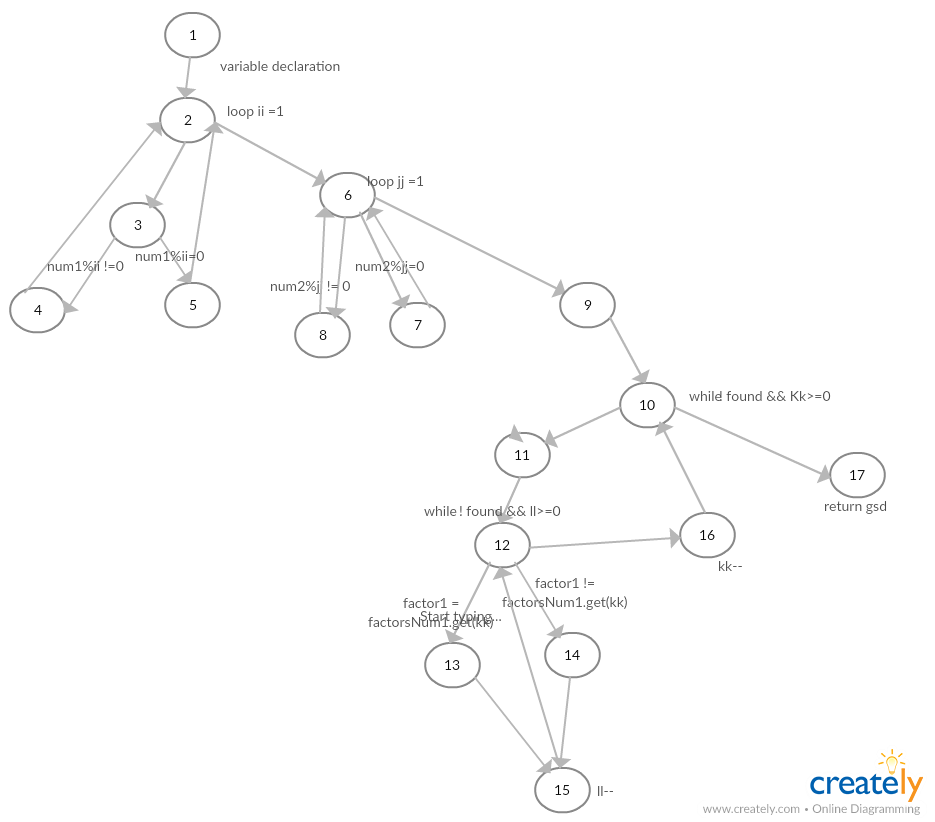 1
variable declaration
2
loop ii =1
6
loop jj =1
3
num1%ii !=0
num1%ii=0
num2%jj=0
num2%j != 0
4
5
7
8
9
10
while! found && Kk>=0
11
17
return gsd
while! found && ll>=0
12
16
kk--
factor1 !=
factorsNum1.get(kk)
factor1 =
factorsNum1.get(kk)
Start typing...
13
14
15
ll--
creately
www.creately.com • Online Diagramming